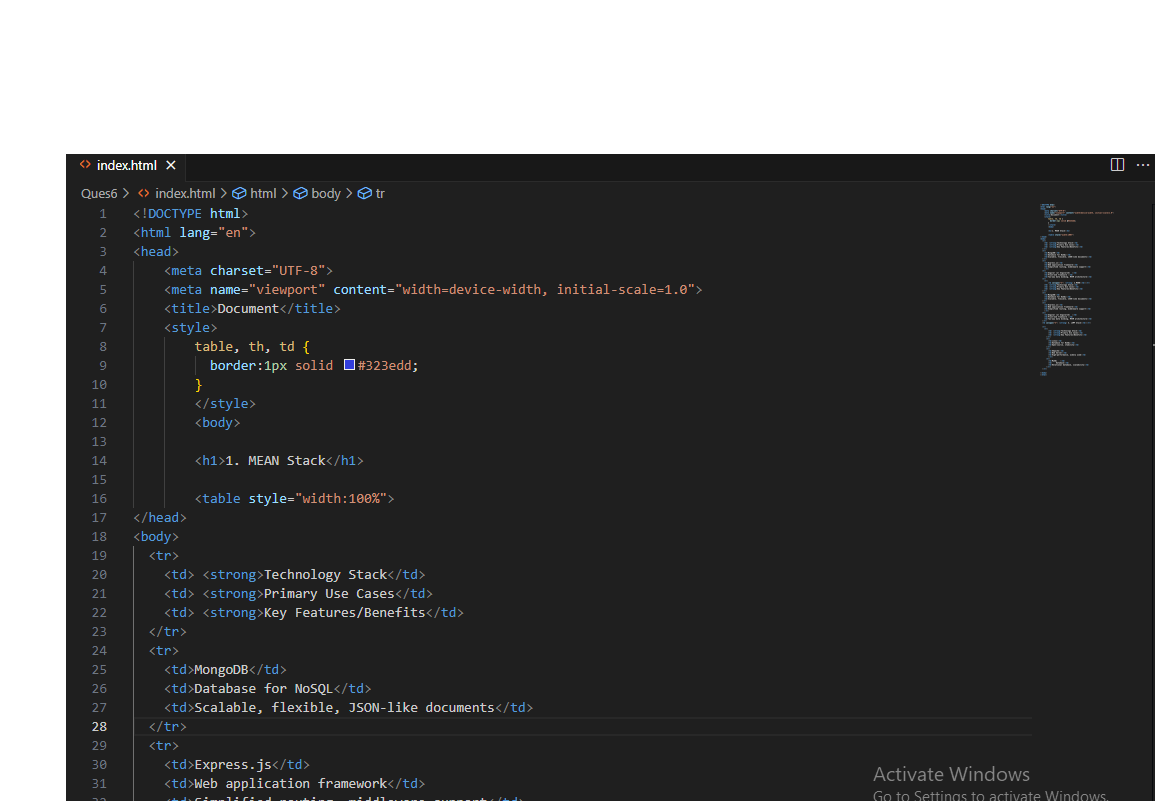 index.html
Ques6 > index.html > html > body > tr
1 <!DOCTYPE html>
2 <html lang="en">
3 <head>
4 <meta charset="UTF-8">
5 <meta name="viewport" content="width=device-width, initial-scale=1.0">
6 <title>Document</title>
7 <style>
8 table, th, td {
9 border:1px solid #323edd;
10 }
11 </style>
12 <body>
13
14 <h1>1. MEAN Stack</h1>
15
16 <table style="width:100%">
17 </head>
18 <body>
19 <tr>
20 <td> <strong>Technology Stack</td>
21 <td> <strong>Primary Use Cases</td>
22 <td> <strong>Key Features/Benefits</td>
23 </tr>
24 <tr>
25 <td>MongoDB</td>
26 <td>Database for NoSQL</td>
27 <td>Scalable, flexible, JSON-like documents</td>
28 </tr>
29 <tr>
30 <td>Express.js</td>
31 <td>Web application framework</td>
32 <td>Simplified routing, middleware support</td>
Activate Windows
Go to Settings to activate Windows.